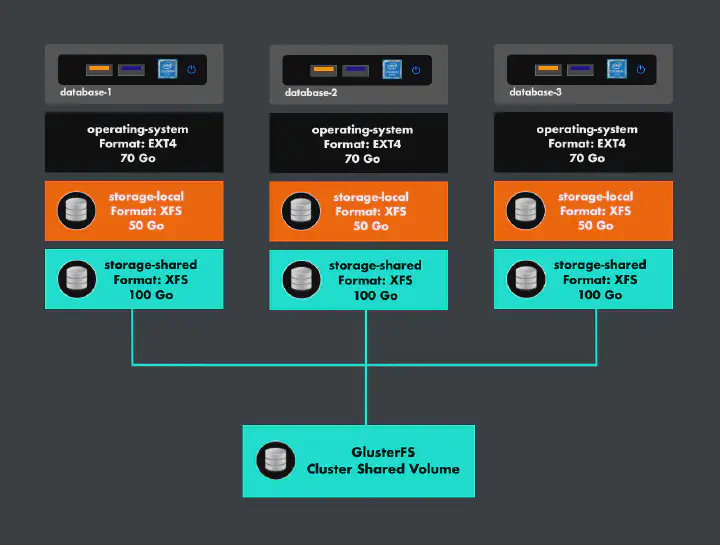 database-1
database-2
database-3
operating-system
Format: EXT4
70 Go
operating-system
Format: EXT4
70 Go
operating-system
Format: EXT4
70 Go
storage-local
Format: XFS
50 Go
storage-local
Format: XFS
50 Go
storage-local
Format: XFS
50 Go
storage-shared
Format: XFS
100 Go
storage-shared
Format: XFS
100 Go
storage-shared
Format: XFS
100 Go
GlusterFS
Cluster Shared Volume